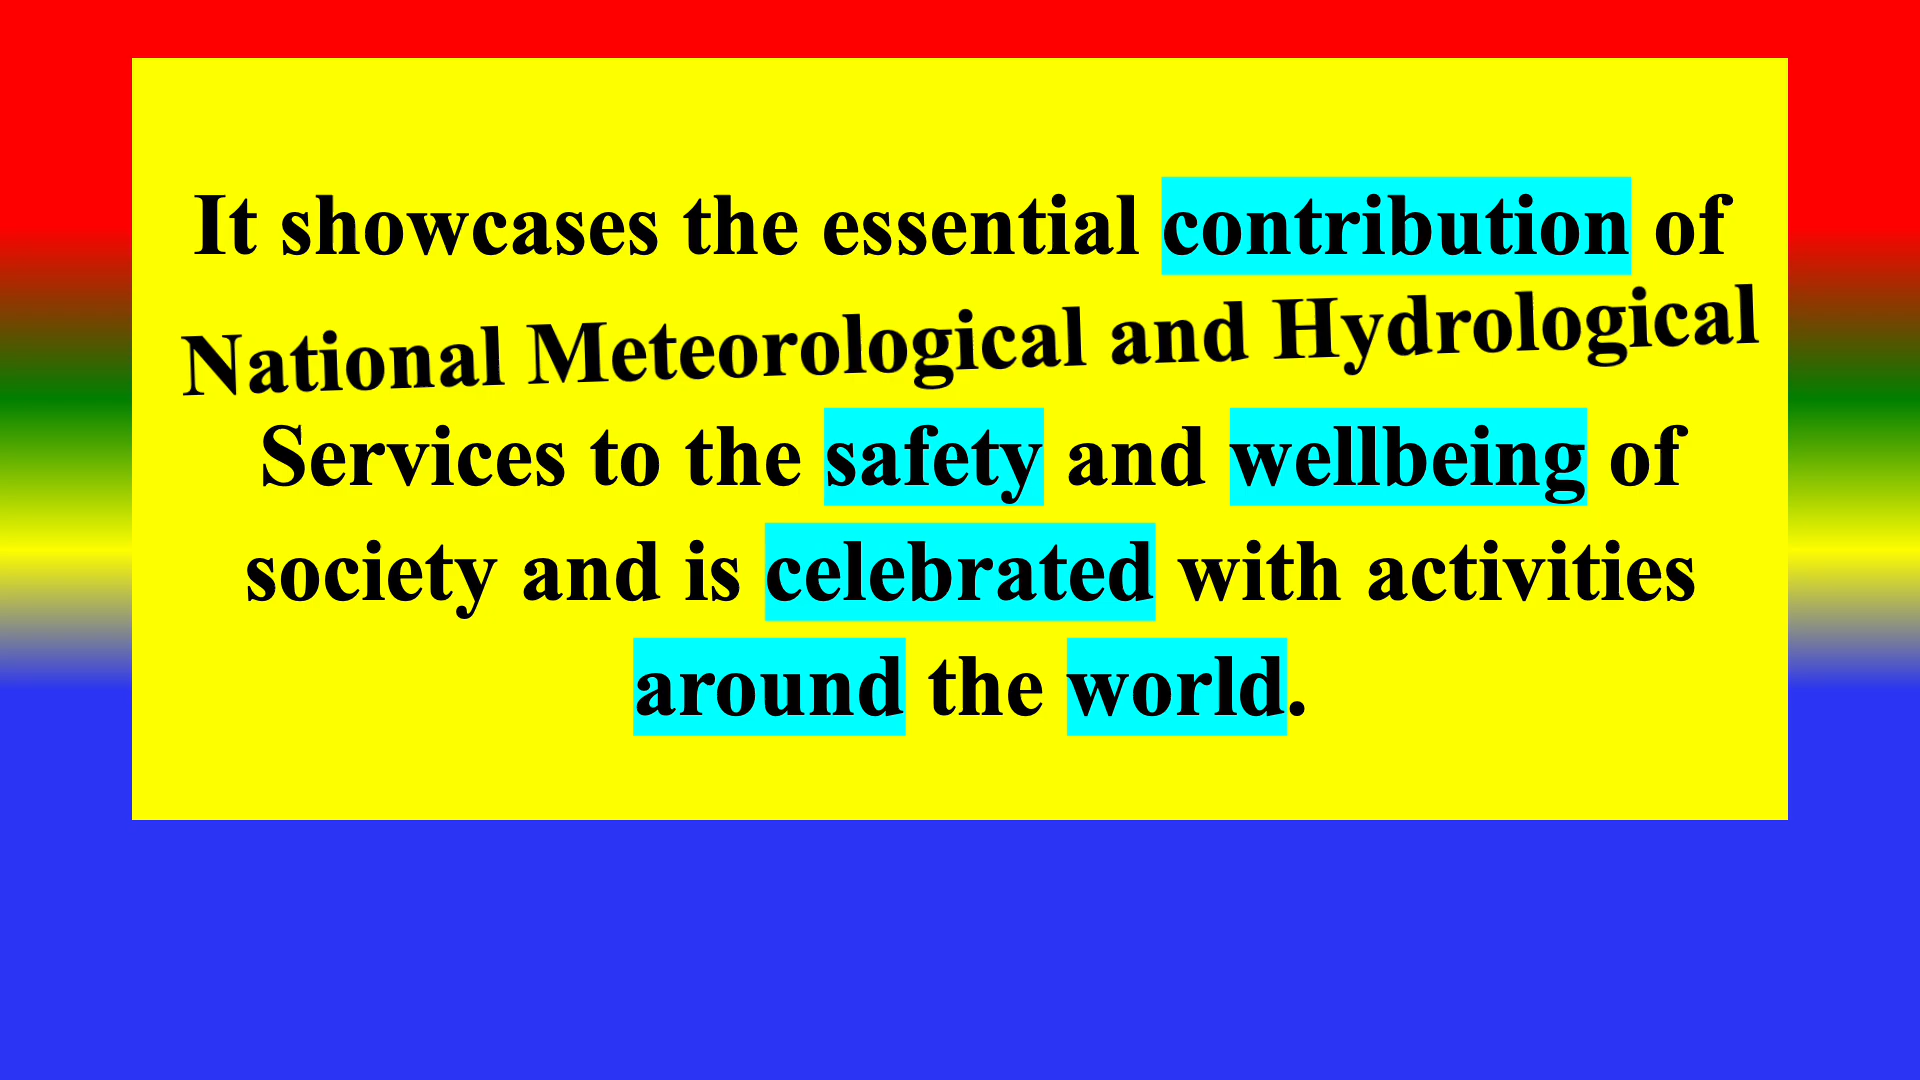 It showcases the essential contribution of
National Meteorological and Hydrological
Services to the safety and wellbeing of
society and is celebrated with activities
around the world.